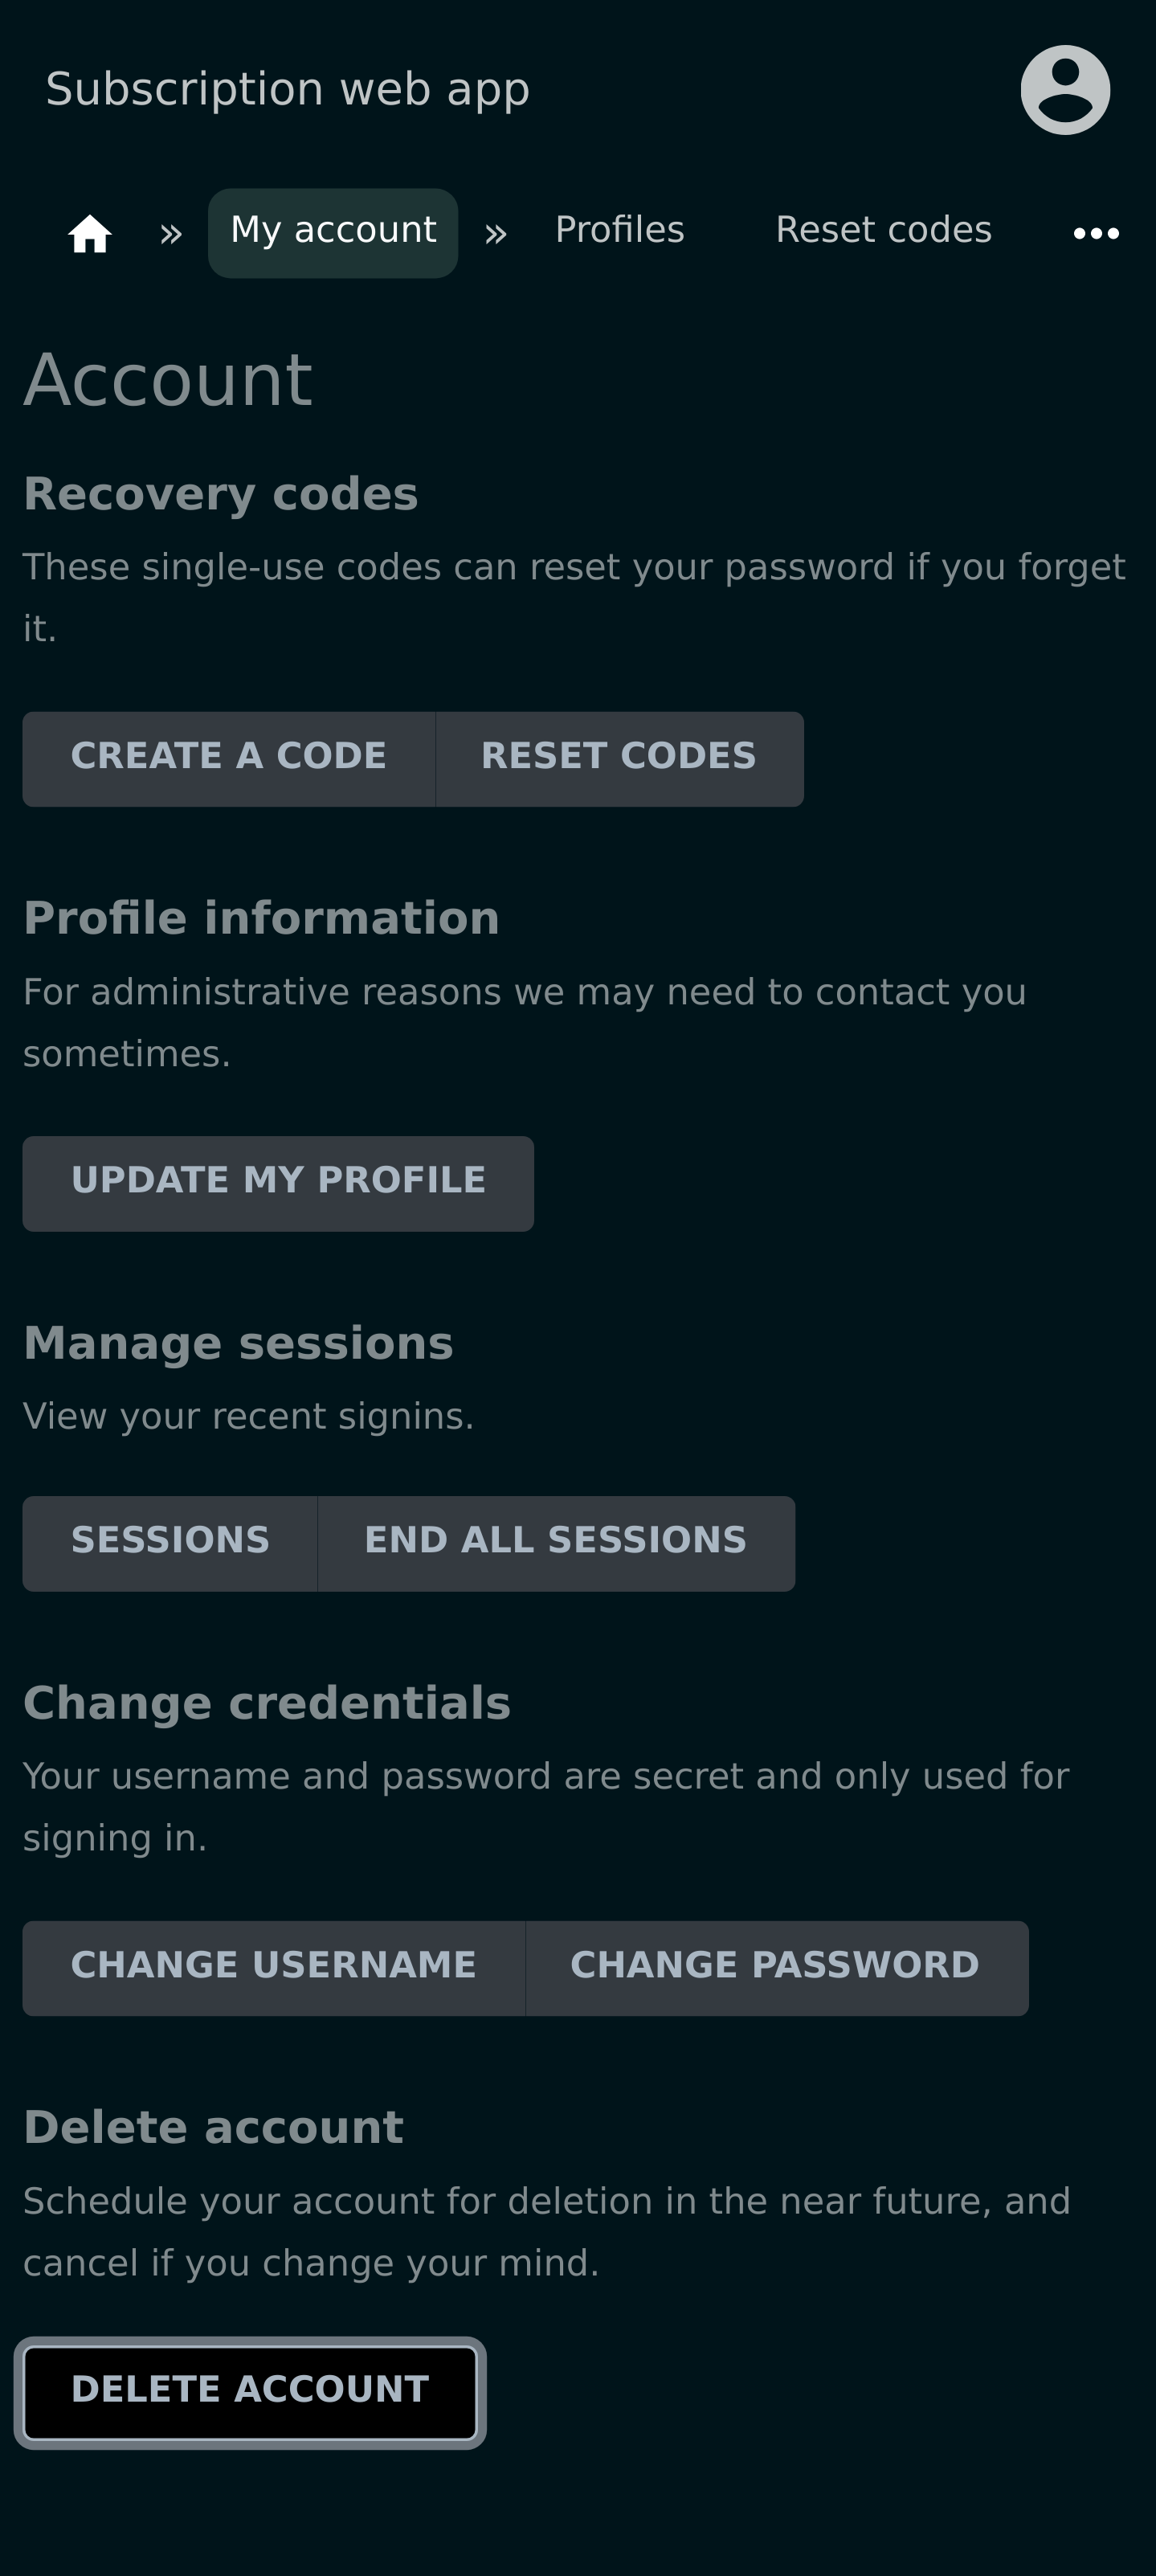 Subscription web app
» My account » Profiles Reset codes •••
Account
Recovery codes
These single-use codes can reset your password if you forget
it.
CREATE A CODE RESET CODES
Profile information
For administrative reasons we may need to contact you
sometimes.
UPDATE MY PROFILE
Manage sessions
View your recent signins.
SESSIONS END ALL SESSIONS
Change credentials
Your username and password are secret and only used for
signing in.
CHANGE USERNAME CHANGE PASSWORD
Delete account
Schedule your account for deletion in the near future, and
cancel if you change your mind.
DELETE ACCOUNT